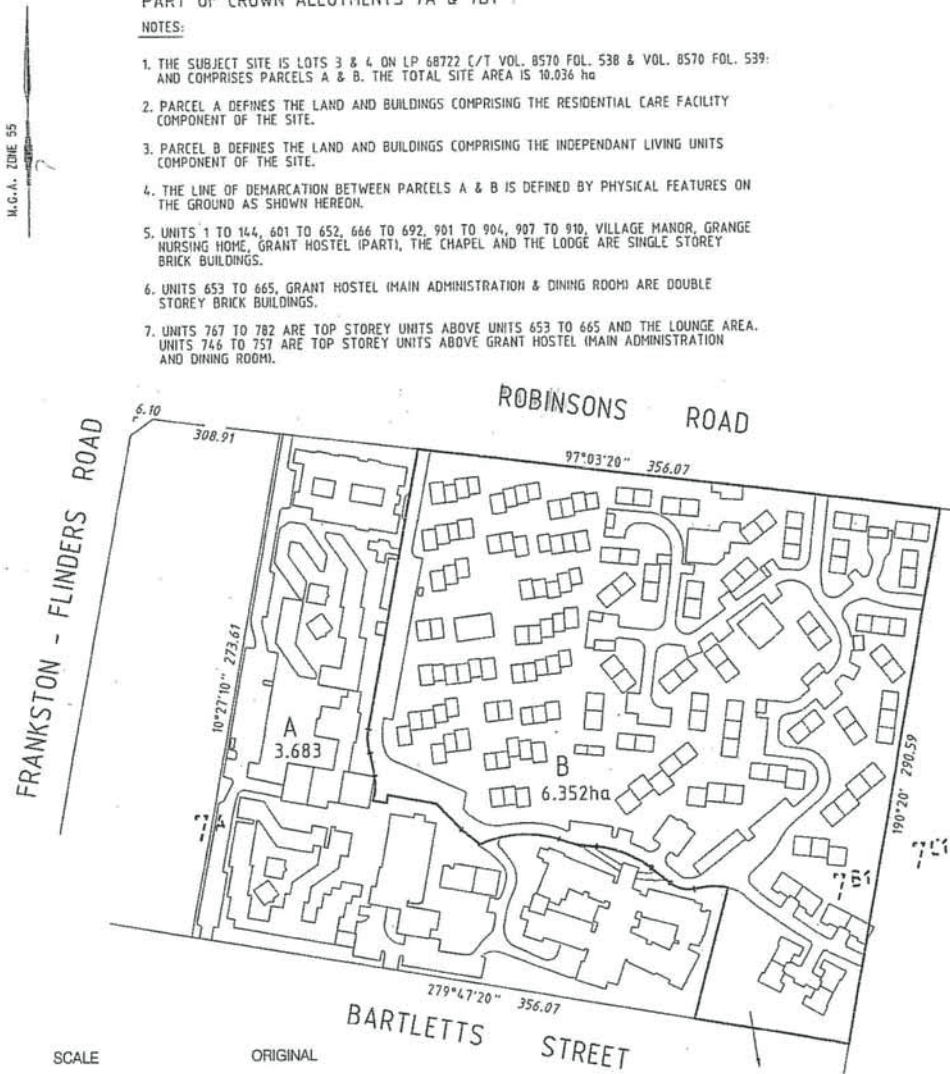 PART OF CROWN ALLOTMENTS 7A & 7B1
NOTES:
1. THE SUBJECT SITE IS LOTS 3 & 4 ON LP 68722 C/T VOL. 8570 FOL. 538 & VOL. 8570 FOL. 539:
AND COMPRISES PARCELS A & B. THE TOTAL SITE AREA IS 10.036 ha
2. PARCEL A DEFINES THE LAND AND BUILDINGS COMPRISING THE RESIDENTIAL CARE FACILITY
COMPONENT OF THE SITE.
3. PARCEL B DEFINES THE LAND AND BUILDINGS COMPRISING THE INDEPENDANT LIVING UNITS
COMPONENT OF THE SITE.
4. THE LINE OF DEMARCATION BETWEEN PARCELS A & B IS DEFINED BY PHYSICAL FEATURES ON
THE GROUND AS SHOWN HEREON.
5. UNITS 1 TO 144, 601 TO 652, 666 TO 692, 901 TO 904, 907 TO 910, VILLAGE MANOR, GRANGE
NURSING HOME, GRANT HOSTEL (PART), THE CHAPEL AND THE LODGE ARE SINGLE STOREY
BRICK BUILDINGS.
6. UNITS 653 TO 665, GRANT HOSTEL (MAIN ADMINISTRATION & DINING ROOM) ARE DOUBLE
STOREY BRICK BUILDINGS.
7. UNITS 767 TO 782 ARE TOP STOREY UNITS ABOVE UNITS 653 TO 665 AND THE LOUNGE AREA.
UNITS 746 TO 757 ARE TOP STOREY UNITS ABOVE GRANT HOSTEL (MAIN ADMINISTRATION
AND DINING ROOM).
M.G.A. ZONE 55
ROBINSONS ROAD
6.10
308.91
97°03'20" 356.07
FRANKSTON - FLINDERS ROAD
10°27'10" 273.61
A
3.683
B
6.352ha
190°20' 290.59
7A
7B1
7C1
279°47'20" 356.07
BARTLETTS STREET
SCALE ORIGINAL